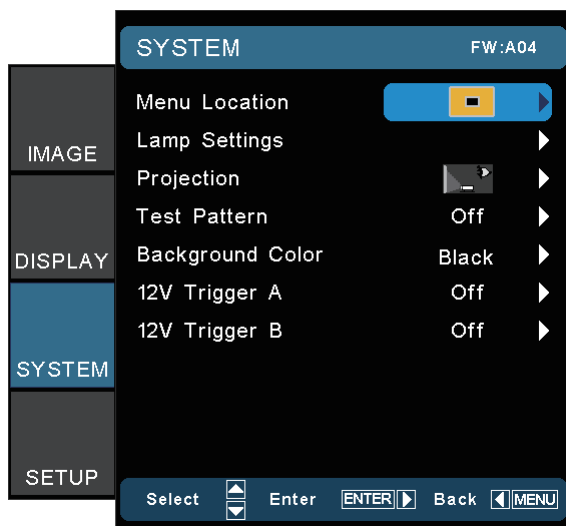 SYSTEM FW:A04
Menu Location
Lamp Settings
Projection
Test Pattern Off
Background Color Black
12V Trigger A Off
12V Trigger B Off
IMAGE
DISPLAY
SYSTEM
SETUP
Select Enter ENTER Back MENU